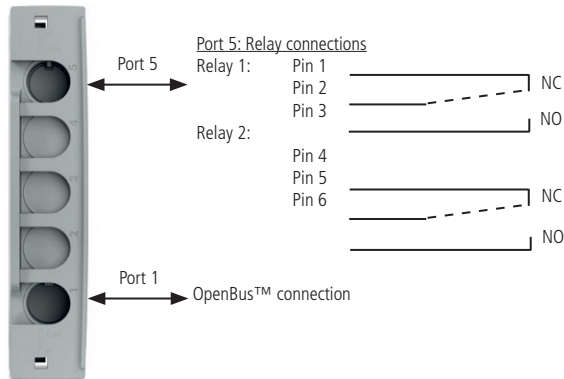 Port 5: Relay connections
Port 5
Relay 1: Pin 1
Pin 2
NC
Pin 3
NO
Relay 2:
Pin 4
Pin 5
Pin 6
NC
NO
Port 1
OpenBus™ connection
5
4
3
2
1